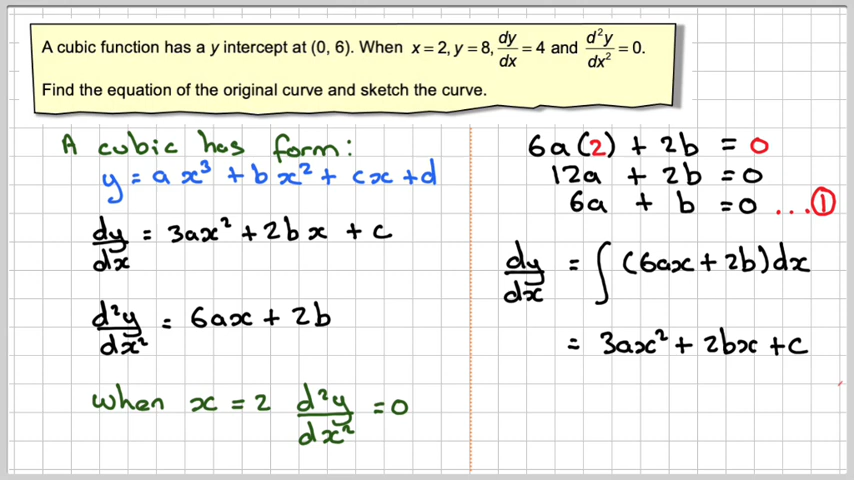 A cubic function has a y intercept at (0, 6). When x = 2, y = 8, dy/dx = 4 and d²y/dx² = 0.
Find the equation of the original curve and sketch the curve.
A cubic has form:
y = ax³ + bx² + cx + d
dy/dx = 3ax² + 2bx + c
d²y/dx² = 6ax + 2b
when x = 2 d²y/dx² = 0
6a(2) + 2b = 0
12a + 2b = 0
6a + b = 0 ...①
dy/dx = ∫(6ax + 2b)dx
= 3ax² + 2bx + c